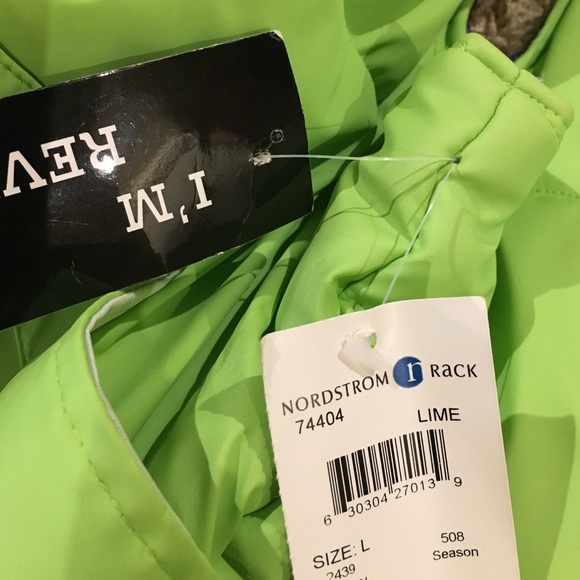 I'M
REV
NORDSTROM n RACK
74404 LIME
6 30304 27013 9
SIZE: L 508
2439 Season